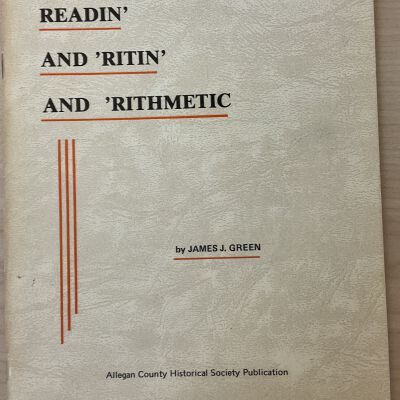 READIN'
AND 'RITIN'
AND 'RITHMETIC
by JAMES J. GREEN
Allegan County Historical Society Publication